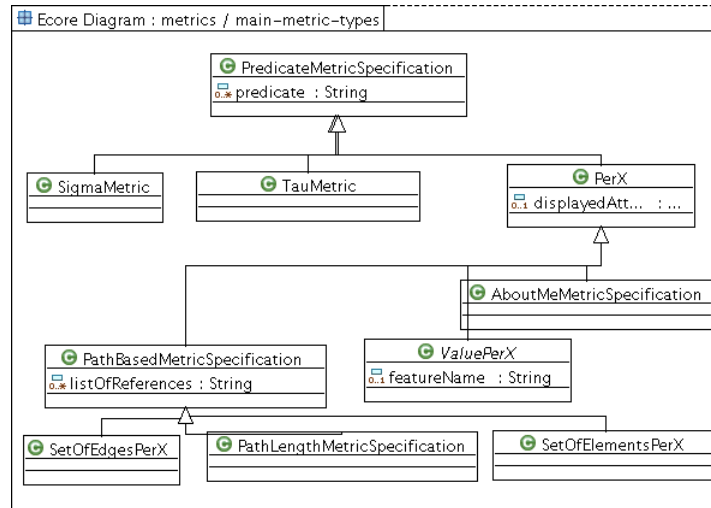 Ecore Diagram : metrics / main-metric-types
C PredicateMetricSpecification
0..* predicate : String
C SigmaMetric
C TauMetric
C PerX
0..1 displayedAtt... : ...
C AboutMeMetricSpecification
C PathBasedMetricSpecification
0..* listOfReferences : String
C ValuePerX
0..1 featureName : String
C SetOfEdgesPerX
C PathLengthMetricSpecification
C SetOfElementsPerX